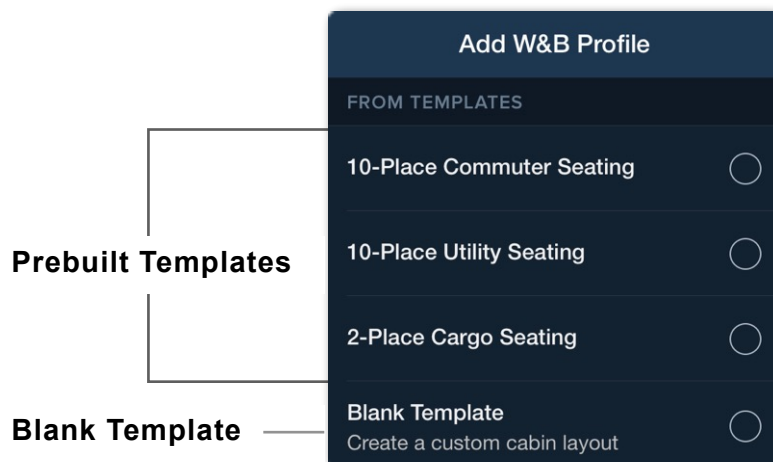 Add W&B Profile
FROM TEMPLATES
10-Place Commuter Seating
Prebuilt Templates
10-Place Utility Seating
2-Place Cargo Seating
Blank Template
Blank Template
Create a custom cabin layout